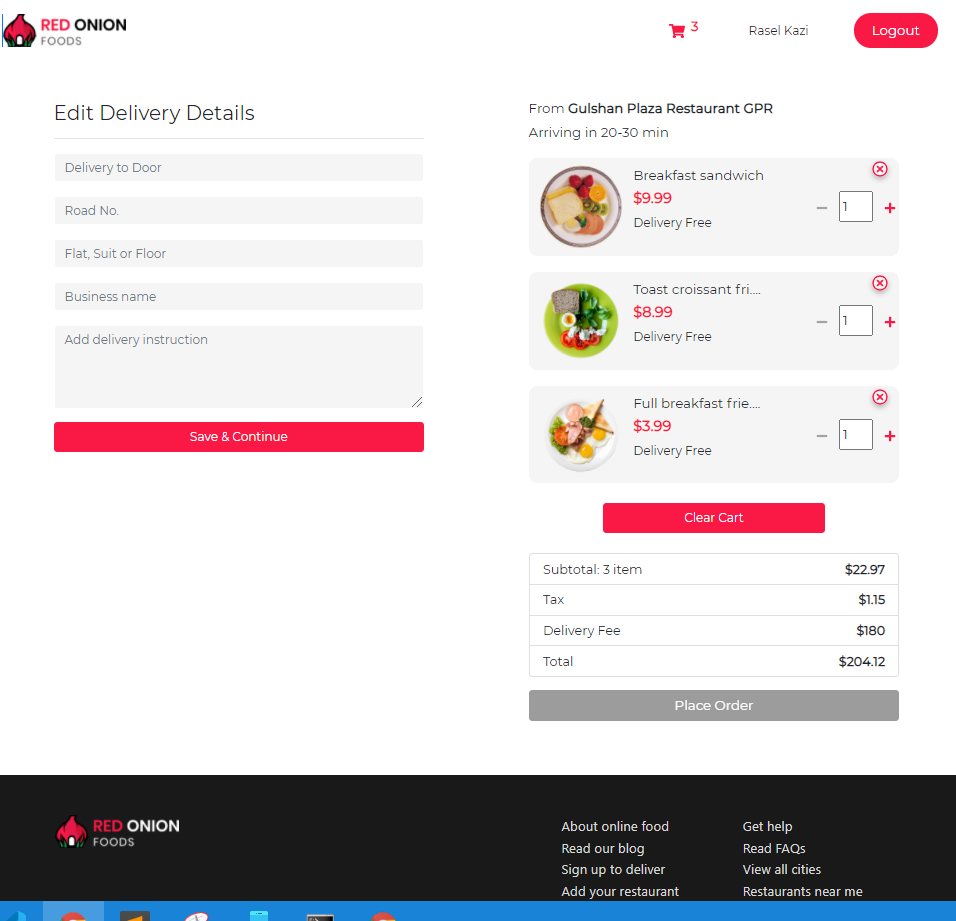 RED ONION
FOODS
3
Rasel Kazi
Logout
Edit Delivery Details
Delivery to Door
Road No.
Flat, Suit or Floor
Business name
Add delivery instruction
Save & Continue
From Gulshan Plaza Restaurant GPR
Arriving in 20-30 min
Breakfast sandwich
$9.99
Delivery Free
1
Toast croissant fri....
$8.99
Delivery Free
1
Full breakfast frie....
$3.99
Delivery Free
1
Clear Cart
Subtotal: 3 item $22.97
Tax $1.15
Delivery Fee $180
Total $204.12
Place Order
RED ONION
FOODS
About online food
Read our blog
Sign up to deliver
Add your restaurant
Get help
Read FAQs
View all cities
Restaurants near me